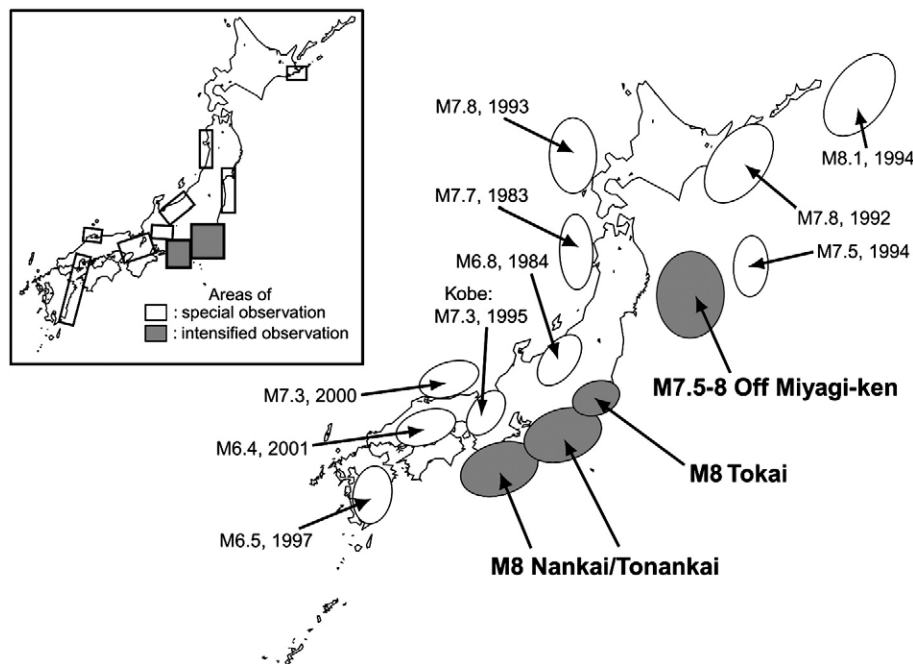 M7.8, 1993
M8.1, 1994
M7.7, 1983
M7.8, 1992
M6.8, 1984
M7.5, 1994
Kobe:
M7.3, 1995
Areas of
: special observation
: intensified observation
M7.5-8 Off Miyagi-ken
M7.3, 2000
M6.4, 2001
M8 Tokai
M6.5, 1997
M8 Nankai/Tonankai